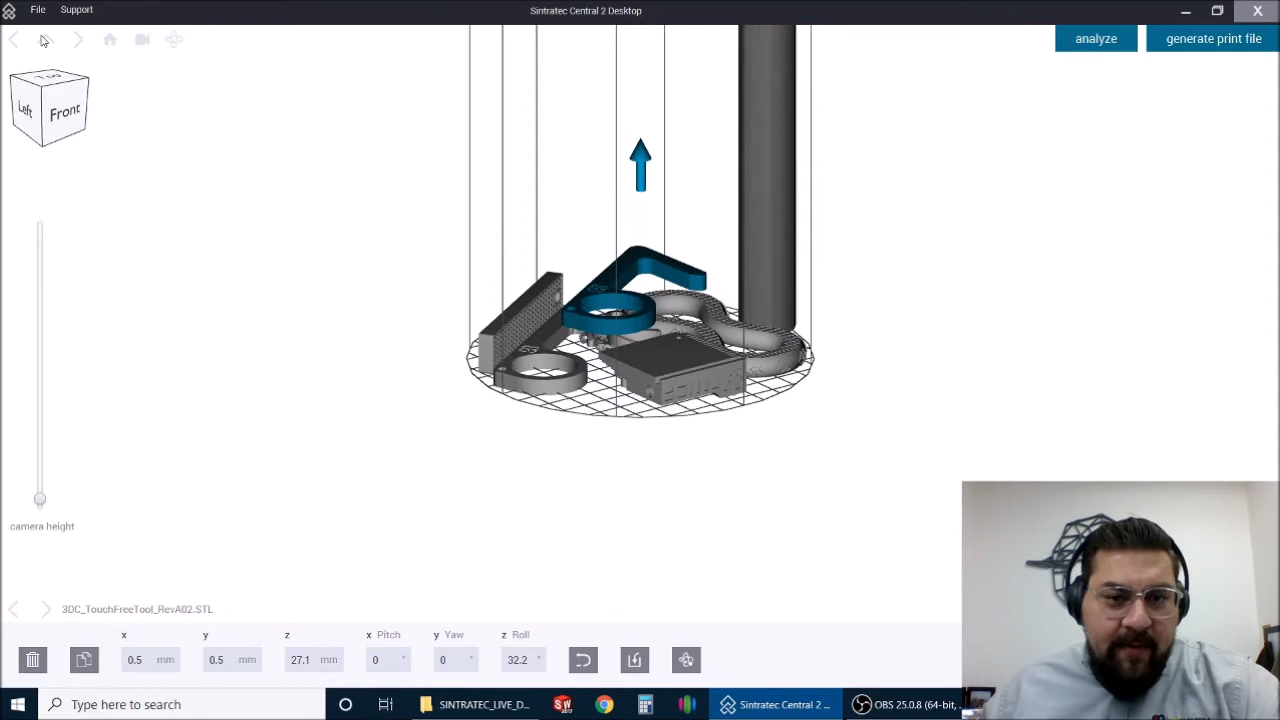 File
Support
Sintratec Central 2 Desktop
X
analyze
generate print file
Left
Front
camera height
3DC_TouchFreeTool_RevA02.STL
x
y
z
x Pitch
y Yaw
z Roll
0.5 mm
0.5 mm
27.1 mm
0 °
0 °
32.2 °
Type here to search
SINTRATEC_LIVE_D...
Sintratec Central 2 ...
OBS 25.0.8 (64-bit,